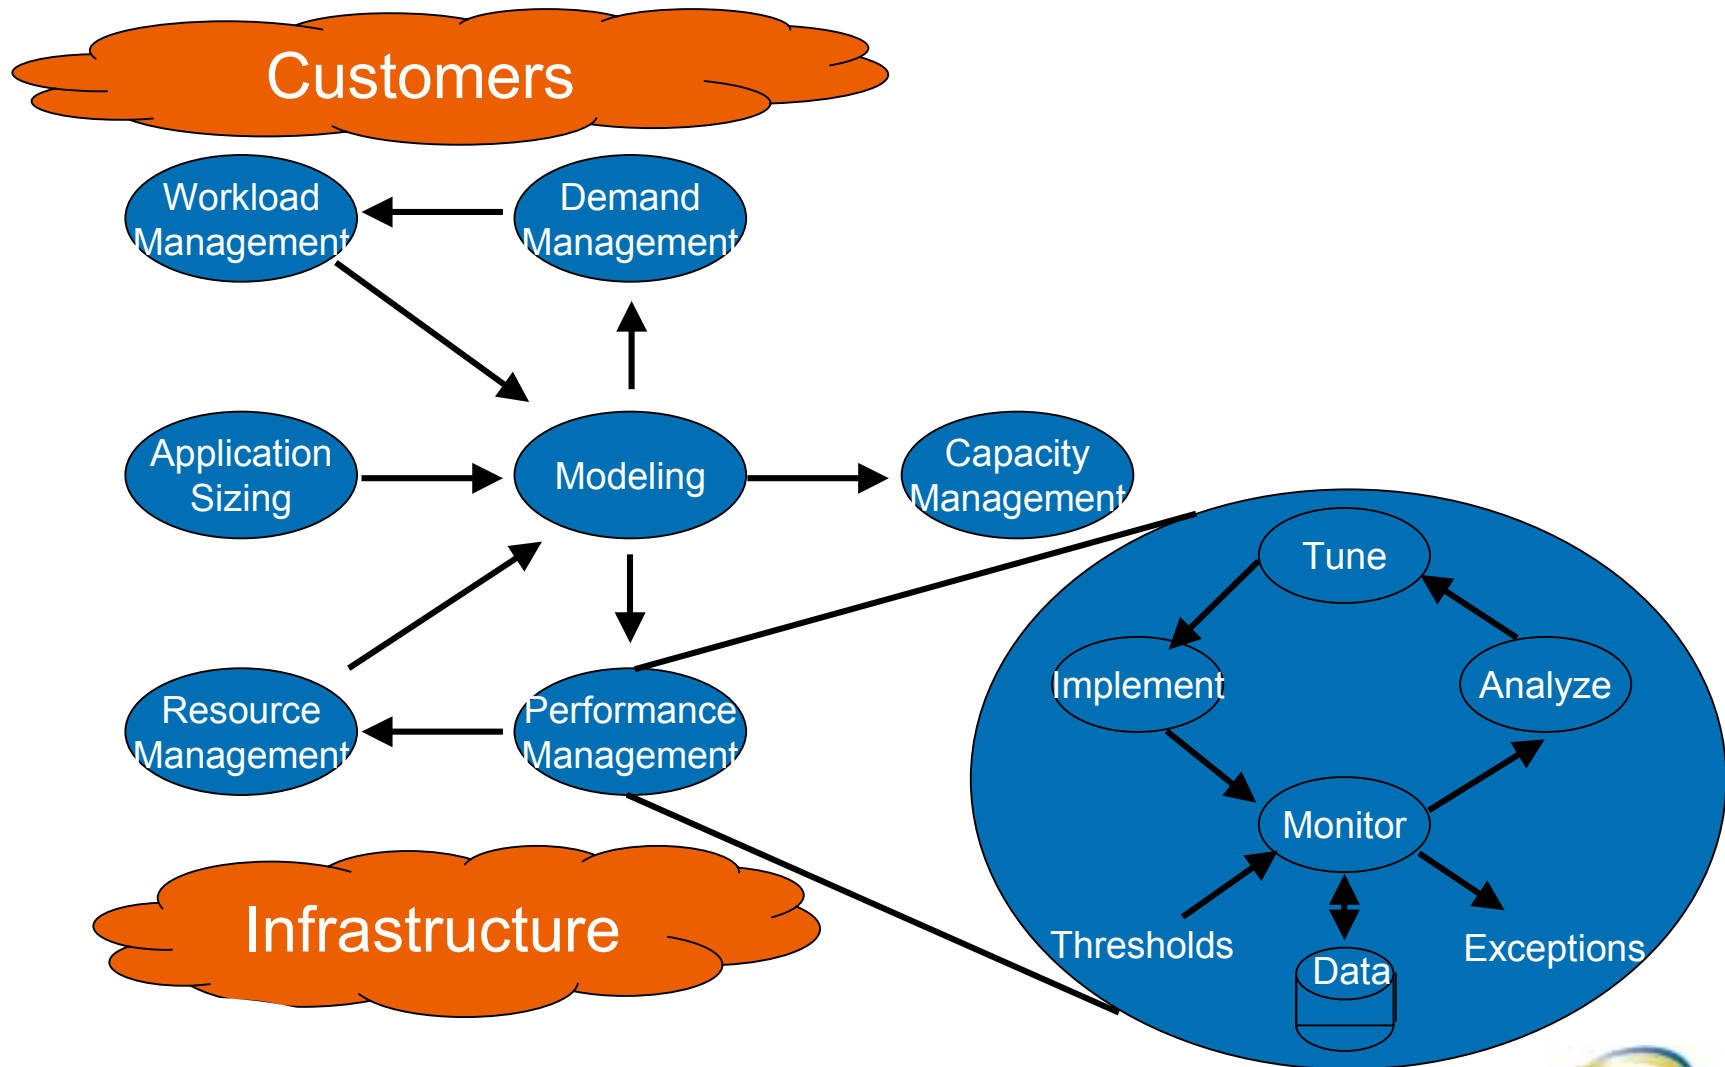 Customers
Workload
Management
Demand
Management
Application
Sizing
Modeling
Capacity
Management
Resource
Management
Performance
Management
Infrastructure
Tune
Implement
Analyze
Monitor
Thresholds
Data
Exceptions